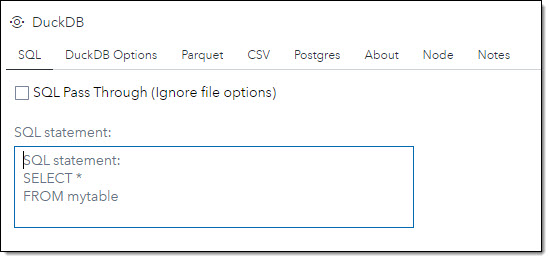 DuckDB
SQL DuckDB Options Parquet CSV Postgres About Node Notes
SQL Pass Through (Ignore file options)
SQL statement:
SQL statement:
SELECT *
FROM mytable